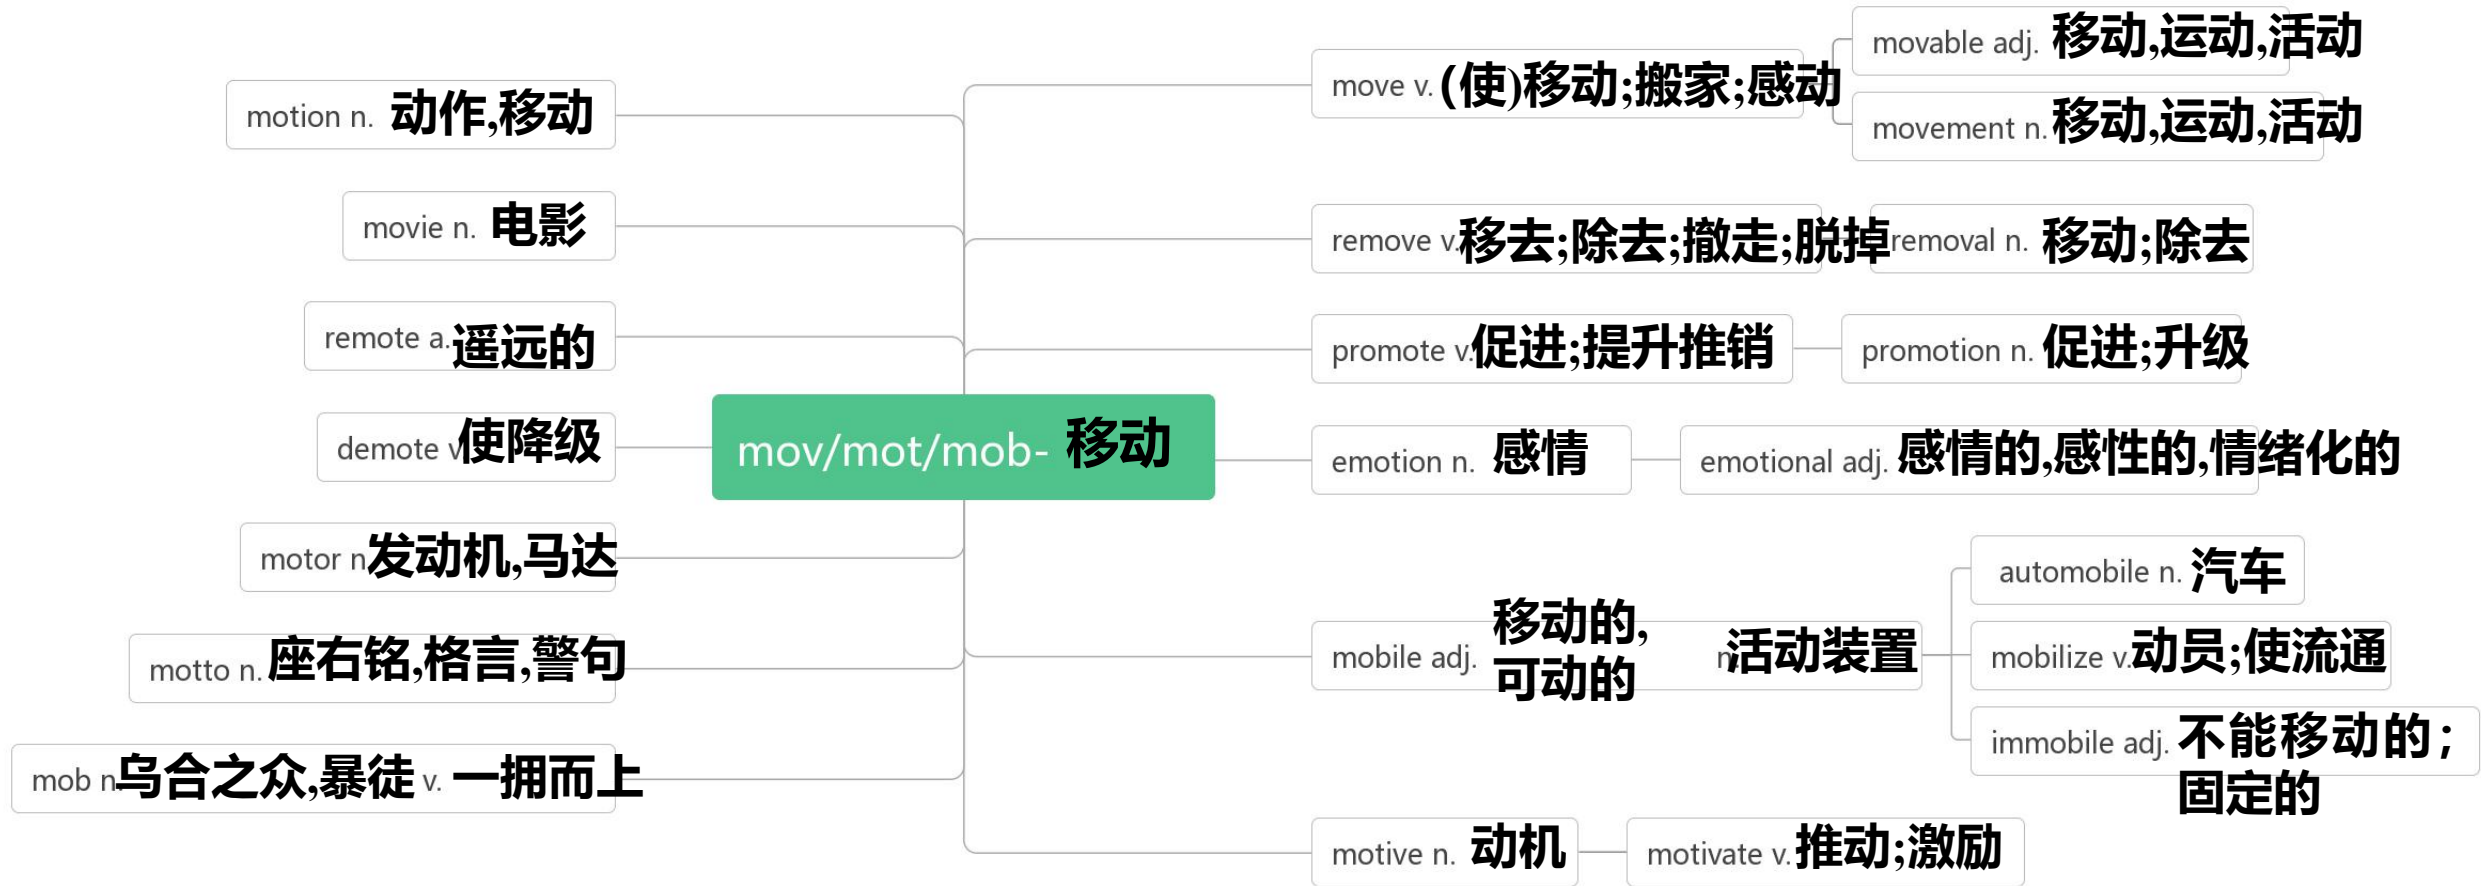 motion n. 动作,移动
movie n. 电影
remote a.遥远的
demote v使降级
motor n发动机,马达
motto n.座右铭,格言,警句
mob n.乌合之众,暴徒 v. 一拥而上
mov/mot/mob- 移动
move v.(使)移动;搬家;感动
movable adj. 移动,运动,活动
movement n.移动,运动,活动
remove v.移去;除去;撤走;脱掉
removal n. 移动;除去
promote v.促进;提升推销
promotion n. 促进;升级
emotion n. 感情
emotional adj. 感情的,感性的,情绪化的
mobile adj. 移动的,
可动的
n.活动装置
automobile n. 汽车
mobilize v.动员;使流通
immobile adj. 不能移动的;
固定的
motive n. 动机
motivate v.推动;激励